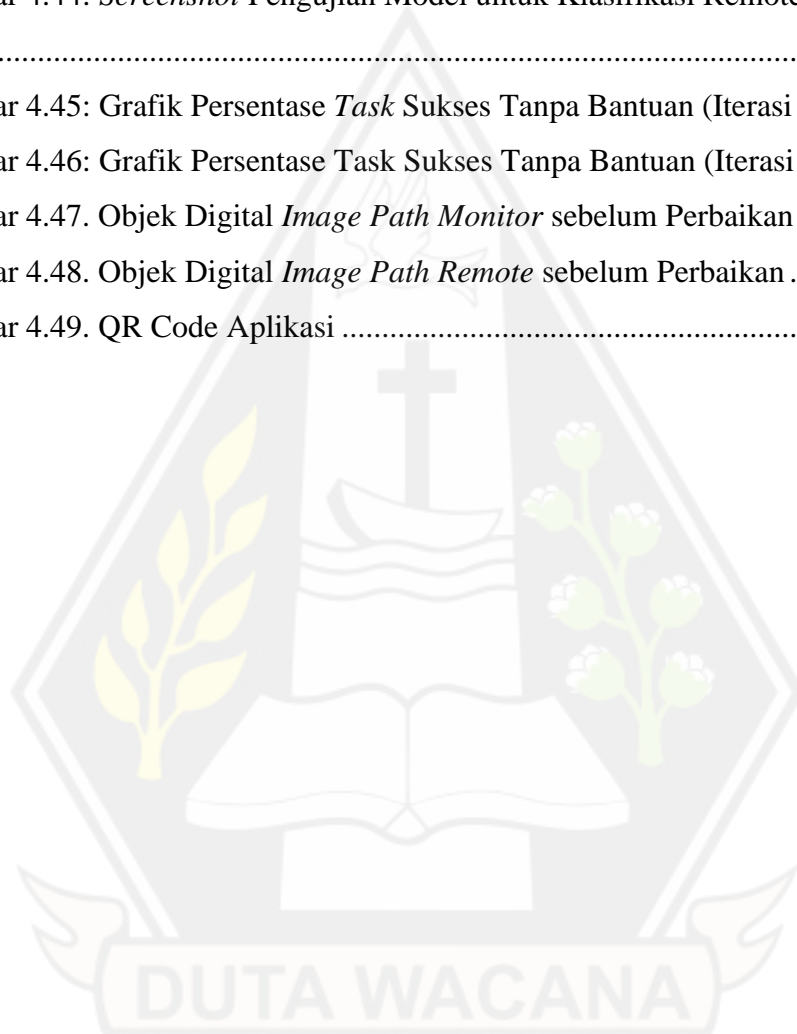 ar 4.44. Screenshot Pengujian Model untuk Klasifikasi Remote
................................................................................................................
ar 4.45: Grafik Persentase Task Sukses Tanpa Bantuan (Iterasi
ar 4.46: Grafik Persentase Task Sukses Tanpa Bantuan (Iterasi
ar 4.47. Objek Digital Image Path Monitor sebelum Perbaikan
ar 4.48. Objek Digital Image Path Remote sebelum Perbaikan .
ar 4.49. QR Code Aplikasi ............................................................................
DUTA WACANA